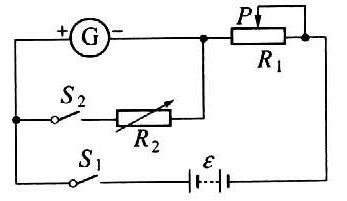 + G − P
R₁
S₂
R₂
S₁ ε